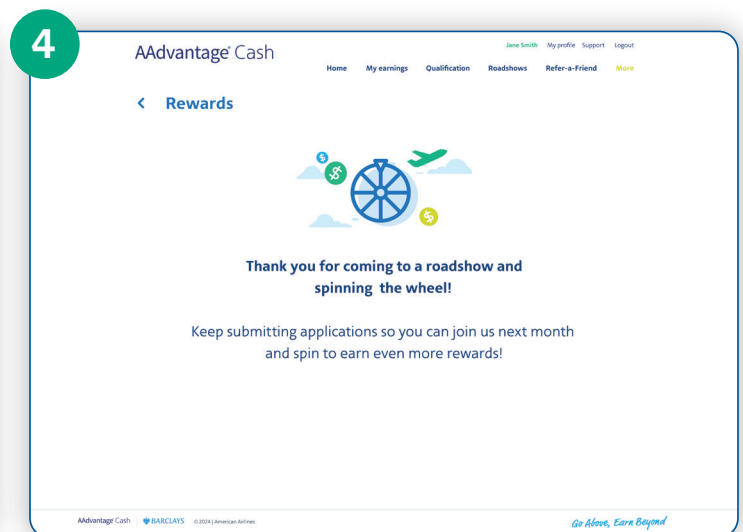 4
AAdvantage® Cash
Jane Smith My profile Support Logout
Home My earnings Qualification Roadshows Refer-a-Friend More
< Rewards
$
$
$
Thank you for coming to a roadshow and
spinning the wheel!
Keep submitting applications so you can join us next month
and spin to earn even more rewards!
AAdvantage® Cash BARCLAYS ©2024 | American Airlines
Go Above, Earn Beyond